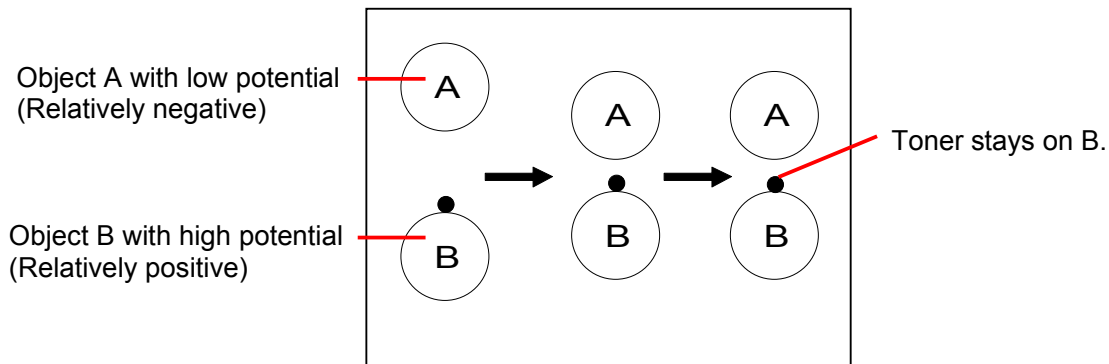 Object A with low potential
(Relatively negative)
A
A
A
Toner stays on B.
Object B with high potential
(Relatively positive)
B
B
B